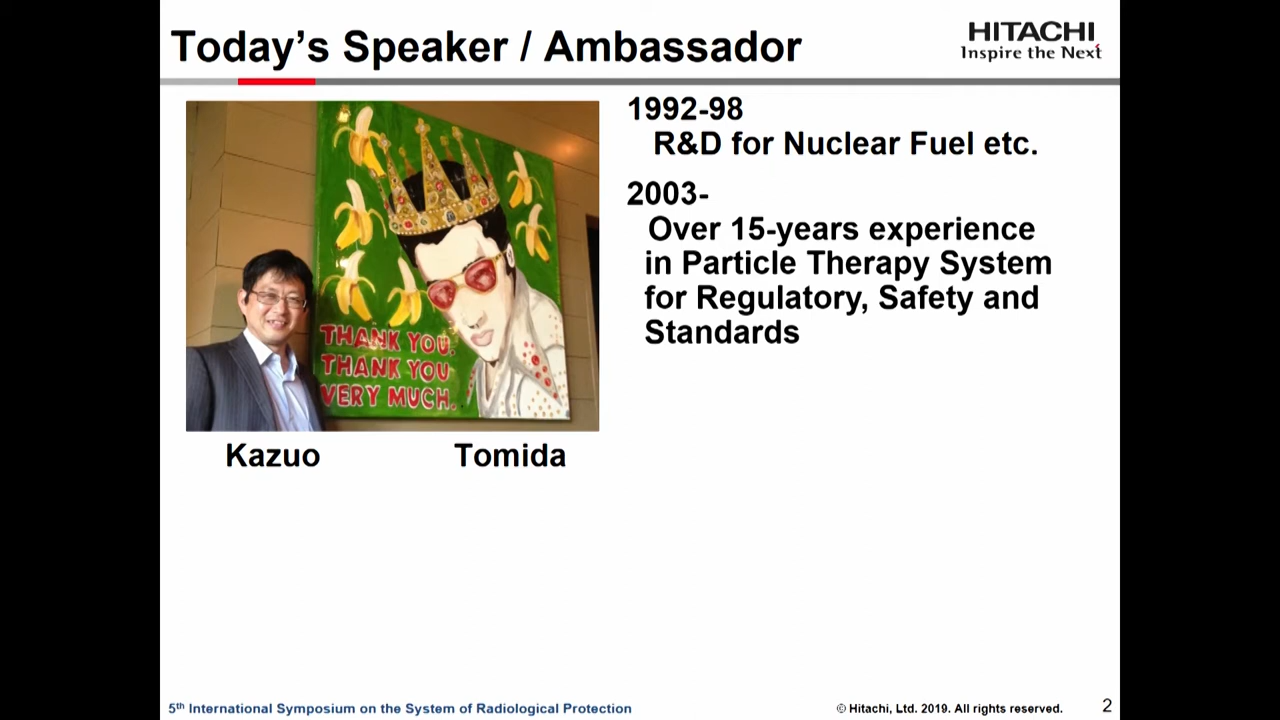 Today’s Speaker / Ambassador
HITACHI
Inspire the Next
1992-98
R&D for Nuclear Fuel etc.
2003-
Over 15-years experience
in Particle Therapy System
for Regulatory, Safety and
Standards
THANK YOU.
THANK YOU
VERY MUCH.
Kazuo Tomida
5th International Symposium on the System of Radiological Protection
© Hitachi, Ltd. 2019. All rights reserved.
2